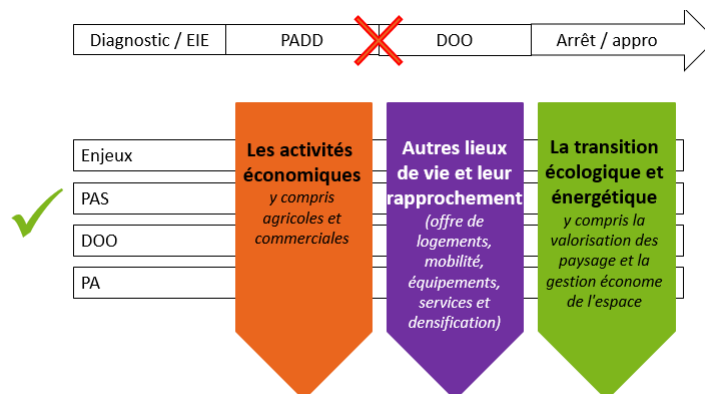 Diagnostic / EIE
PADD
DOO
Arrêt / appro
Enjeux
PAS
DOO
PA
Les activités
économiques
y compris
agricoles et
commerciales
Autres lieux
de vie et leur
rapprochement
(offre de
logements,
mobilité,
équipements,
services et
densification)
La transition
écologique et
énergétique
y compris la
valorisation des
paysage et la
gestion économe
de l'espace